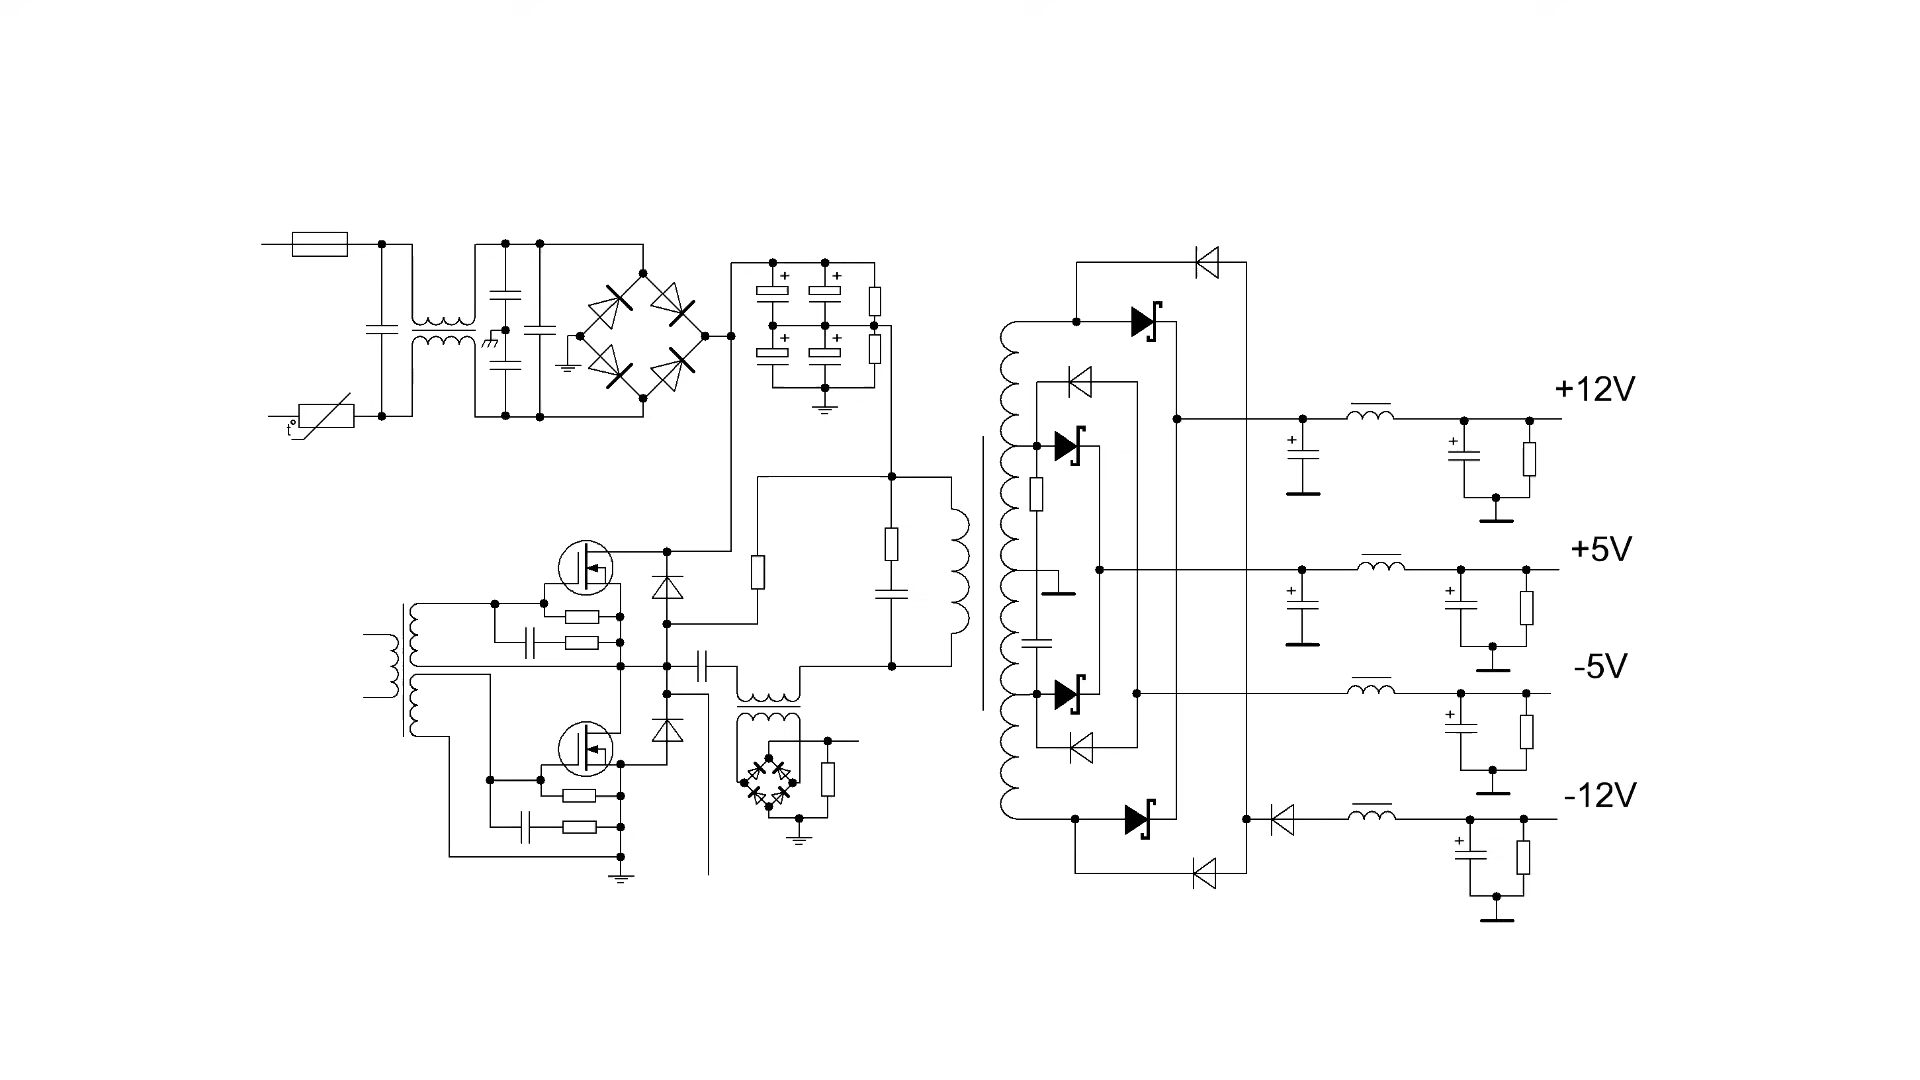 +12V
+5V
-5V
-12V
t°
+
+
+
+
+
+
+
+
+
+